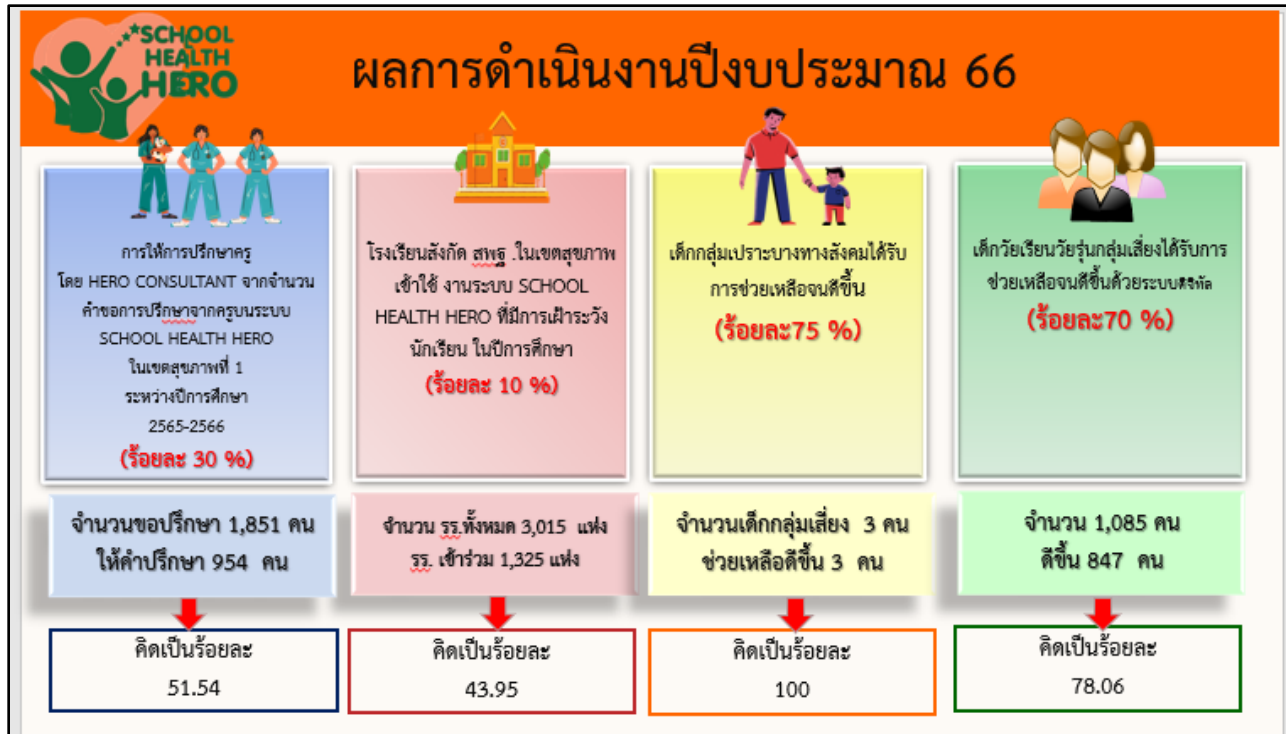 SCHOOL
HEALTH
HERO
ผลการดำเนินงานปีงบประมาณ 66
การให้การปรึกษาครู
โดย HERO CONSULTANT จากจำนวน
คำขอการปรึกษาจากครูบนระบบ
SCHOOL HEALTH HERO
ในเขตสุขภาพที่ 1
ระหว่างปีการศึกษา
2565-2566
(ร้อยละ 30 %)
โรงเรียนสังกัด สพฐ .ในเขตสุขภาพ
เข้าใช้ งานระบบ SCHOOL
HEALTH HERO ที่มีการเฝ้าระวัง
นักเรียน ในปีการศึกษา
(ร้อยละ 10 %)
เด็กกลุ่มเปราะบางทางสังคมได้รับ
การช่วยเหลือจนดีขึ้น
(ร้อยละ75 %)
เด็กวัยเรียนวัยรุ่นกลุ่มเสี่ยงได้รับการ
ช่วยเหลือจนดีขึ้นด้วยระบบดิจิทัล
(ร้อยละ70 %)
จำนวนขอปรึกษา 1,851 คน
ให้คำปรึกษา 954 คน
จำนวน รร.ทั้งหมด 3,015 แห่ง
รร. เข้าร่วม 1,325 แห่ง
จำนวนเด็กกลุ่มเสี่ยง 3 คน
ช่วยเหลือดีขึ้น 3 คน
จำนวน 1,085 คน
ดีขึ้น 847 คน
คิดเป็นร้อยละ
51.54
คิดเป็นร้อยละ
43.95
คิดเป็นร้อยละ
100
คิดเป็นร้อยละ
78.06